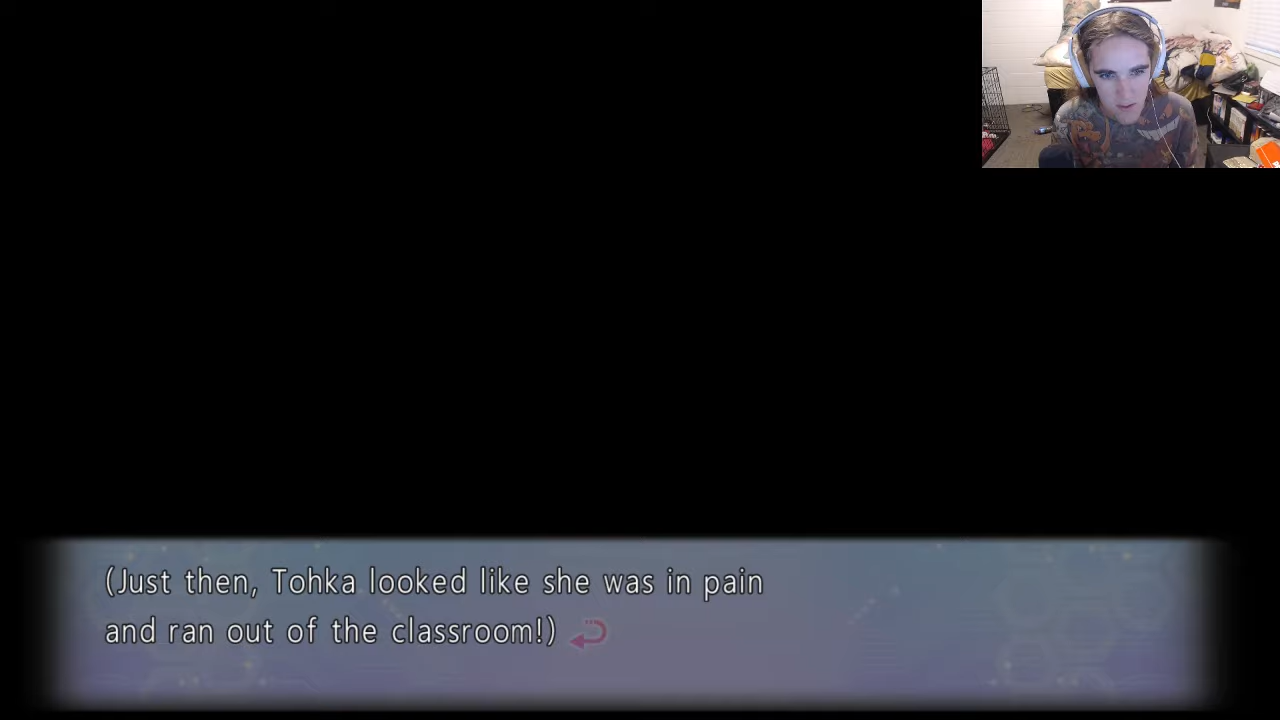 (Just then, Tohka looked like she was in pain
and ran out of the classroom!)